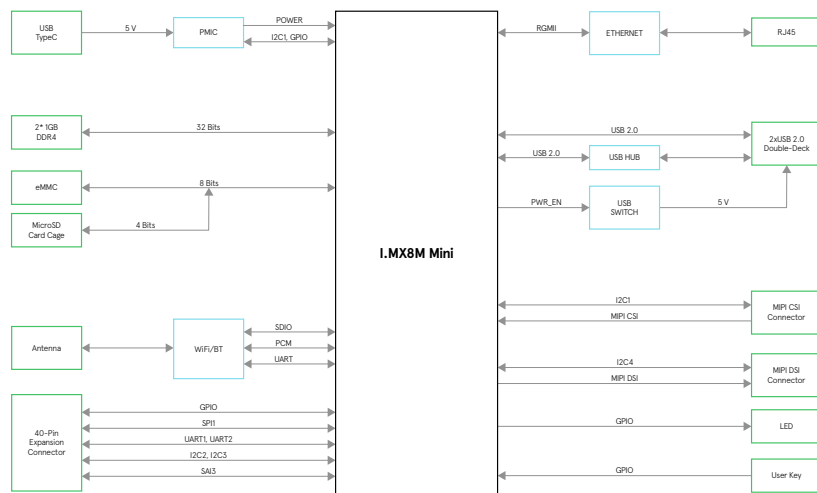 USB
TypeC
5 V
PMIC
POWER
I2C1, GPIO
RGMII
ETHERNET
RJ45
2* 1GB
DDR4
32 Bits
USB 2.0
USB 2.0
USB HUB
2xUSB 2.0
Double-Deck
eMMC
8 Bits
MicroSD
Card Cage
4 Bits
PWR_EN
USB
SWITCH
5 V
I.MX8M Mini
I2C1
MIPI CSI
MIPI CSI
Connector
Antenna
WiFi/BT
SDIO
PCM
UART
I2C4
MIPI DSI
MIPI DSI
Connector
40-Pin
Expansion
Connector
GPIO
SPI1
UART1, UART2
I2C2, I2C3
SAI3
GPIO
LED
GPIO
User Key